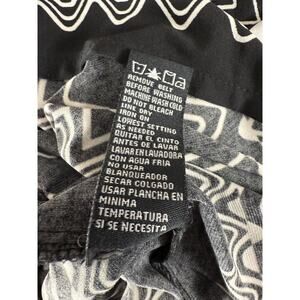 REMOVE BELT
BEFORE WASHING
MACHINE WASH COLD
DO NOT BLEACH
LINE DRY
IRON ON
LOWEST SETTING
AS NEEDED
QUITAR EL CINTO
ANTES DE LAVAR
LAVAR EN LAVADORA
CON AGUA FRIA
NO USAR
BLANQUEADOR
SECAR COLGADO
USAR PLANCHA EN
MINIMA
TEMPERATURA
SI SE NECESITA